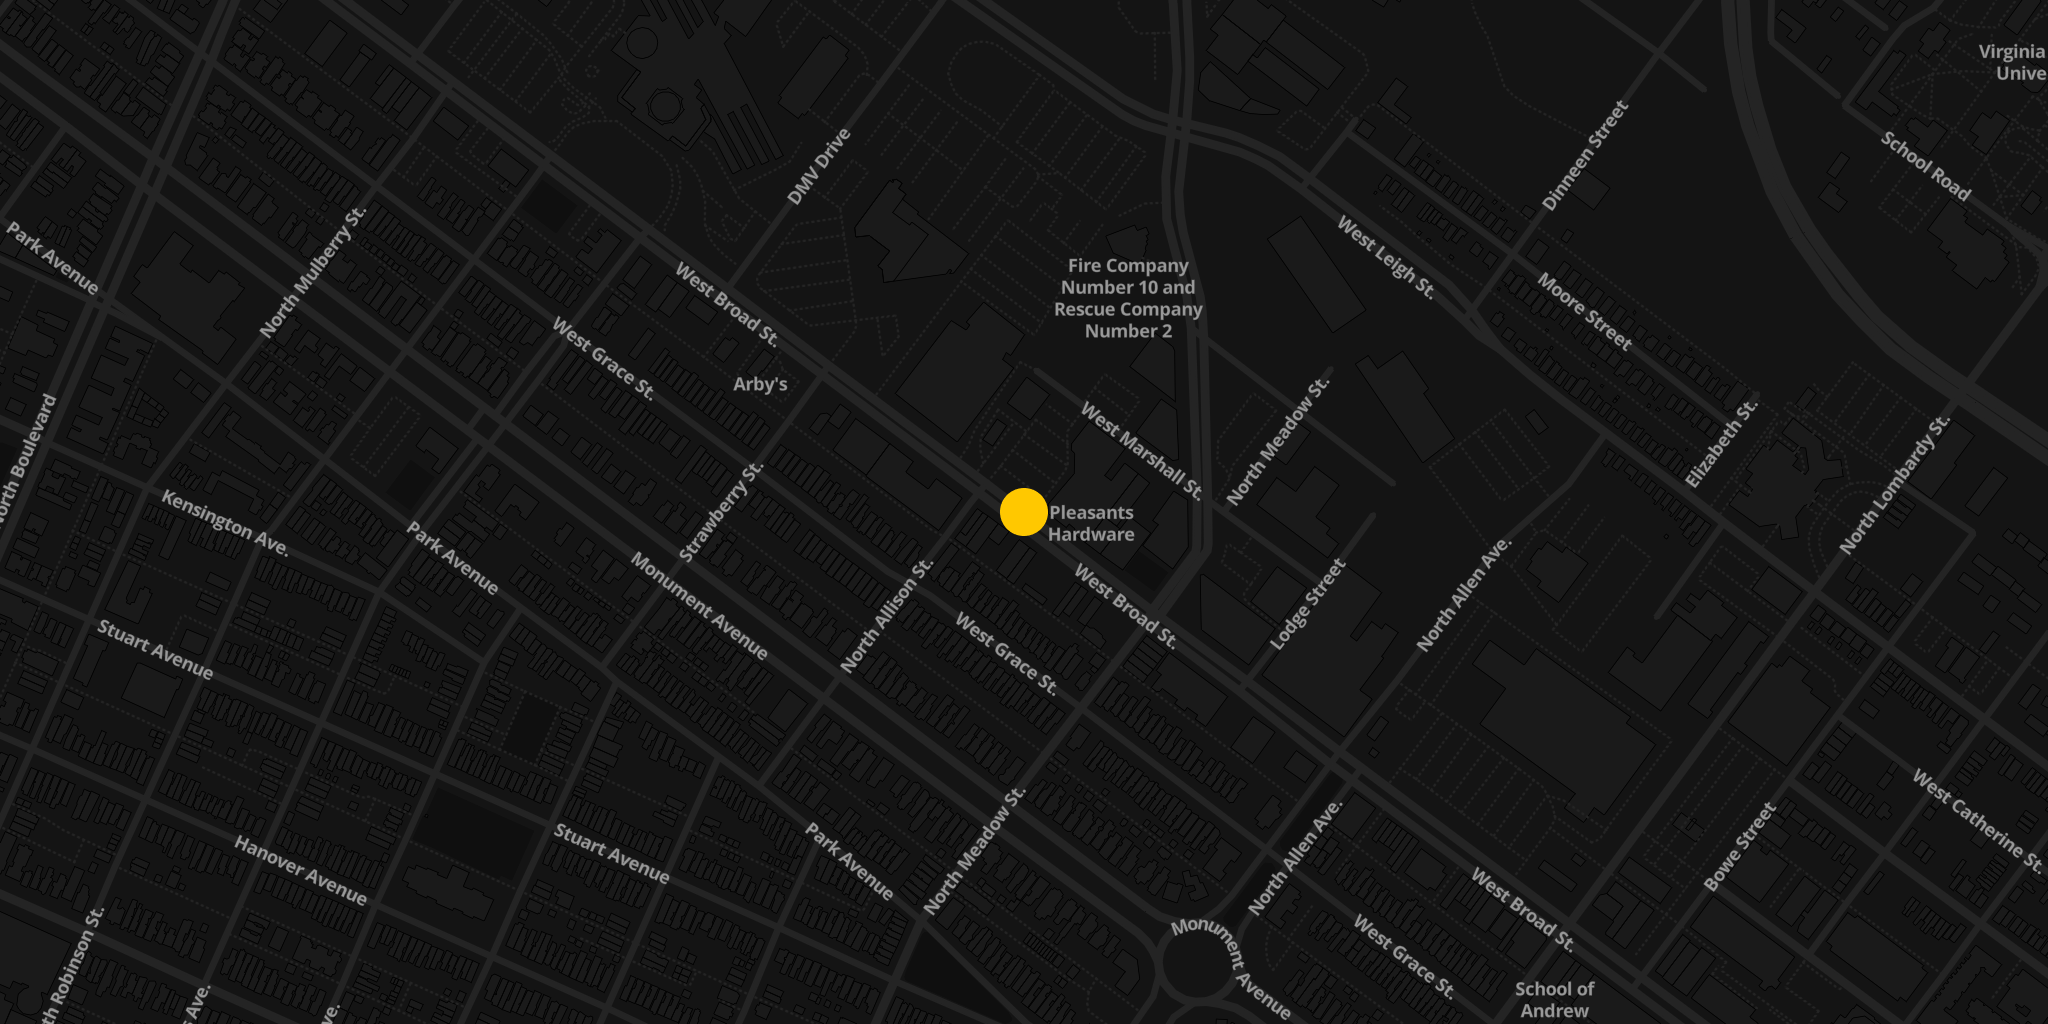 Virginia
Unive
School Road
DMV Drive
Dinneen Street
Park Avenue
North Mulberry St.
West Broad St.
Fire Company
Number 10 and
Rescue Company
Number 2
West Leigh St.
Moore Street
West Grace St.
Arby's
North Boulevard
West Marshall St.
North Meadow St.
Elizabeth St.
North Lombardy St.
Kensington Ave.
Strawberry St.
Pleasants
Hardware
Park Avenue
Monument Avenue
North Allison St.
West Broad St.
Lodge Street
North Allen Ave.
Stuart Avenue
West Grace St.
Hanover Avenue
Stuart Avenue
Park Avenue
North Meadow St.
North Allen Ave.
West Broad St.
Bowe Street
West Catherine St.
th Robinson St.
s Ave.
ve.
Monument Avenue
West Grace St.
School of
Andrew